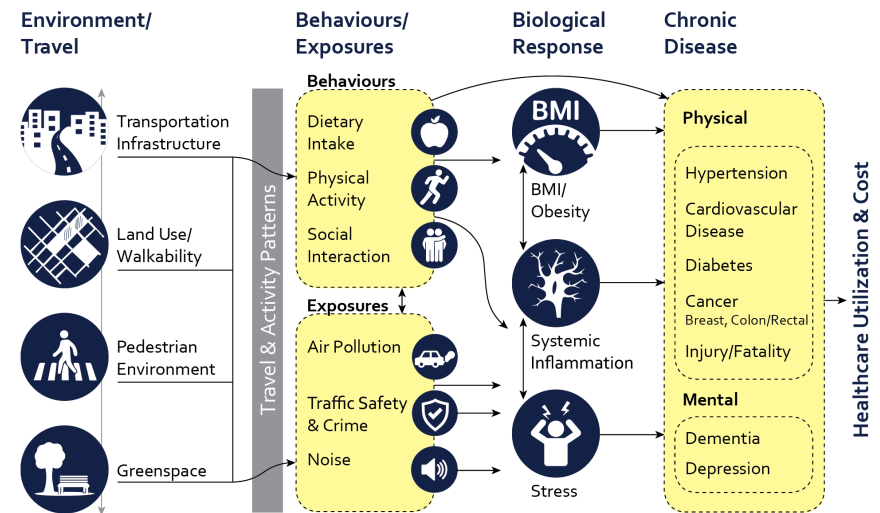 Environment/
Travel
Behaviours/
Exposures
Biological
Response
Chronic
Disease
Transportation
Infrastructure
Land Use/
Walkability
Pedestrian
Environment
Greenspace
Travel & Activity Patterns
Behaviours
Dietary
Intake
Physical
Activity
Social
Interaction
Exposures
Air Pollution
Traffic Safety
& Crime
Noise
BMI
BMI/
Obesity
Systemic
Inflammation
Stress
Physical
Hypertension
Cardiovascular
Disease
Diabetes
Cancer
Breast, Colon/Rectal
Injury/Fatality
Mental
Dementia
Depression
Healthcare Utilization & Cost